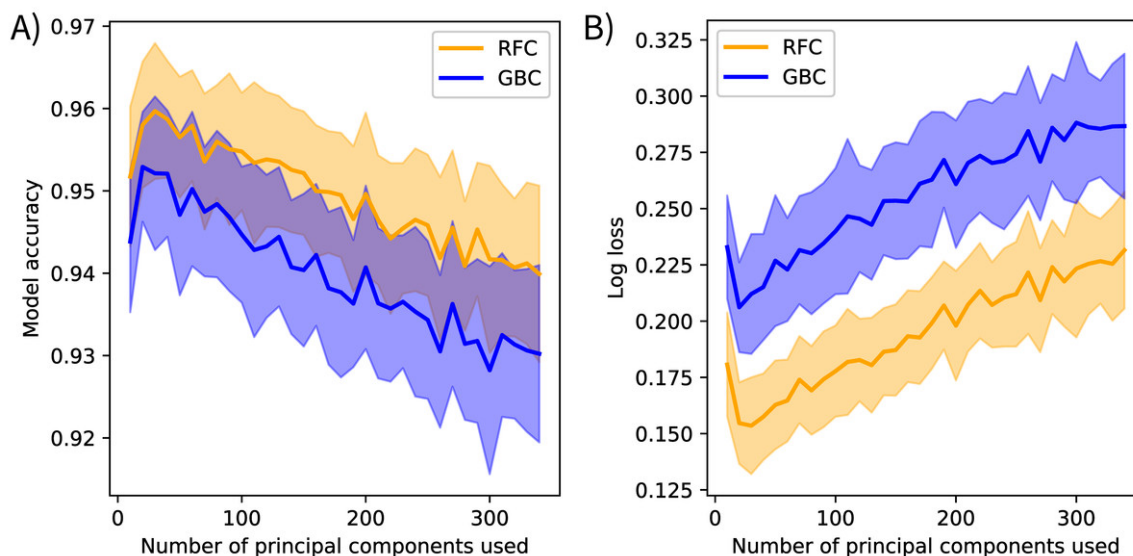 A)
0.97
0.96
0.95
0.94
0.93
0.92
Model accuracy
RFC
GBC
0
100
200
300
Number of principal components used
B)
0.325
0.300
0.275
0.250
0.225
0.200
0.175
0.150
0.125
Log loss
RFC
GBC
0
100
200
300
Number of principal components used